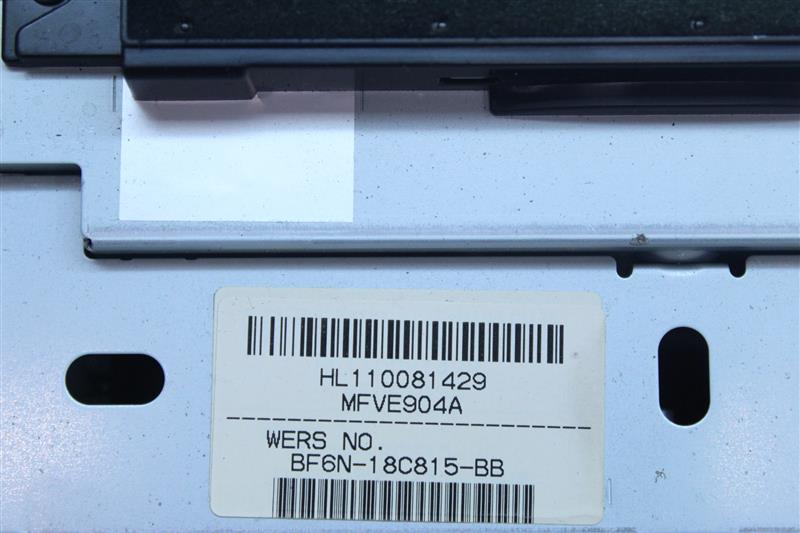 HL110081429
MFVE904A
WERS NO.
BF6N-18C815-BB